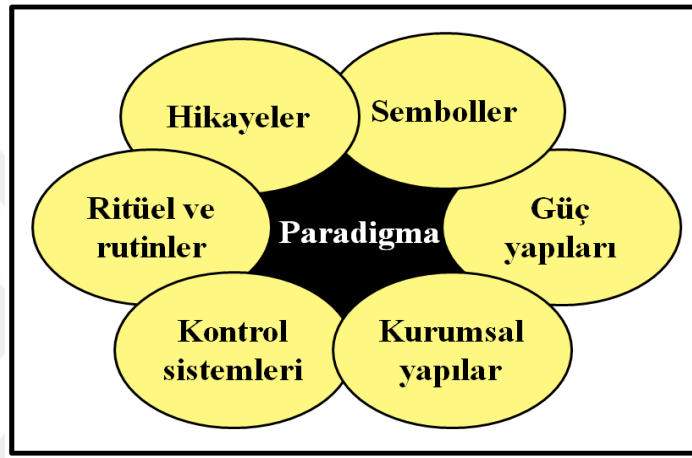 Hikayeler
Semboller
Ritüel ve
rutinler
Paradigma
Güç
yapıları
Kontrol
sistemleri
Kurumsal
yapılar